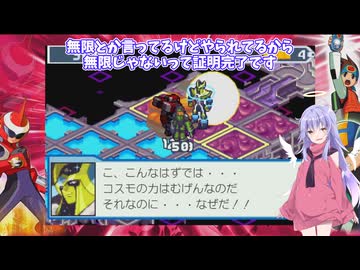 無限とか言ってるけどやられてるから
無限じゃないって証明完了です
50
こ、こんなはずでは・・・
コスモの力はむげんなのだ
それなのに・・・なぜだ！！